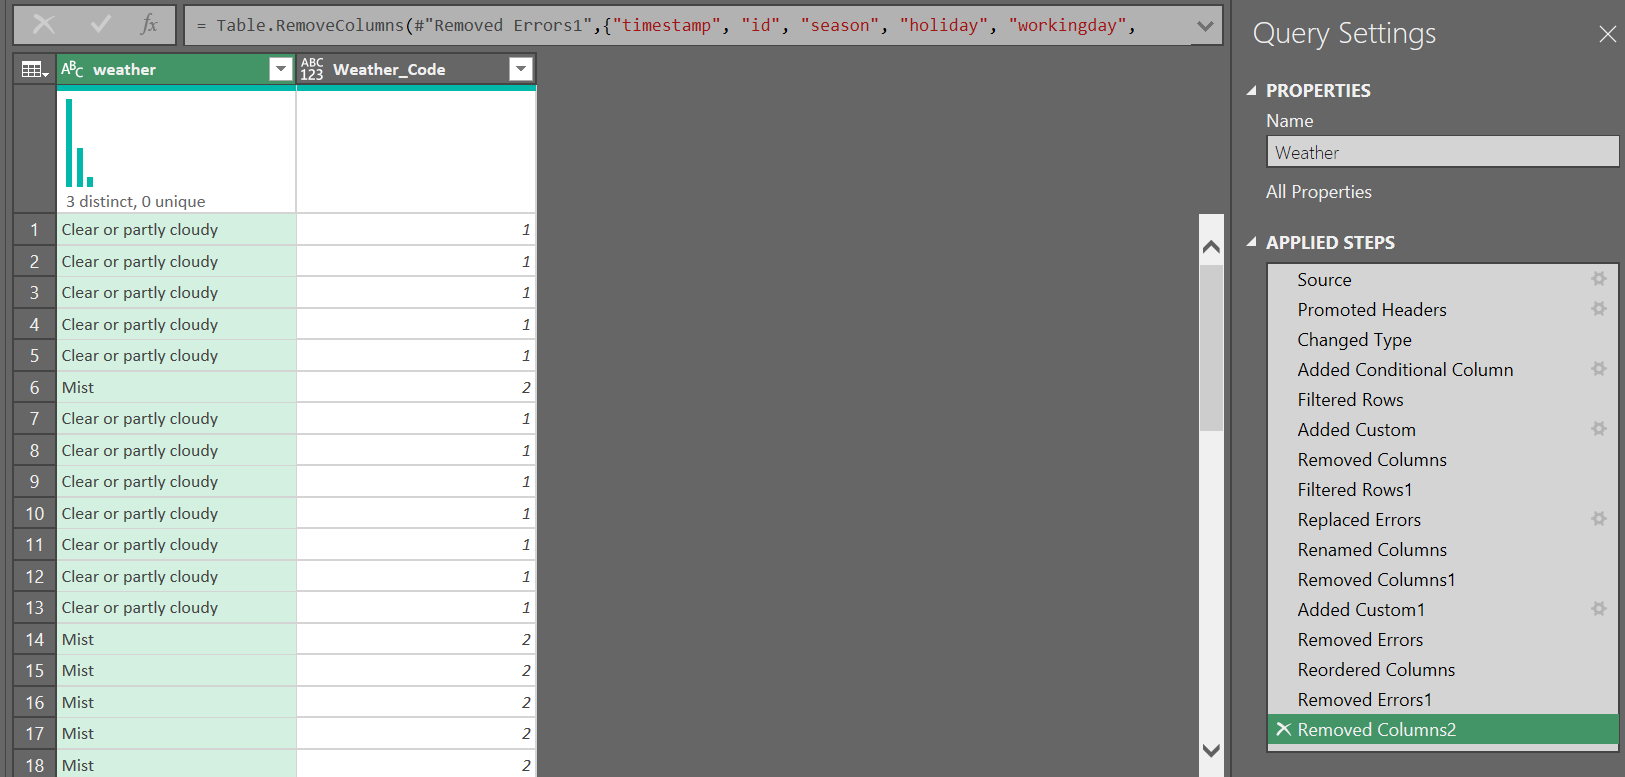 fx = Table.RemoveColumns(#"Removed Errors1",{"timestamp", "id", "season", "holiday", "workingday",
ABC weather ABC 123 Weather_Code
3 distinct, 0 unique
1 Clear or partly cloudy 1
2 Clear or partly cloudy 1
3 Clear or partly cloudy 1
4 Clear or partly cloudy 1
5 Clear or partly cloudy 1
6 Mist 2
7 Clear or partly cloudy 1
8 Clear or partly cloudy 1
9 Clear or partly cloudy 1
10 Clear or partly cloudy 1
11 Clear or partly cloudy 1
12 Clear or partly cloudy 1
13 Clear or partly cloudy 1
14 Mist 2
15 Mist 2
16 Mist 2
17 Mist 2
18 Mist 2
Query Settings
PROPERTIES
Name
Weather
All Properties
APPLIED STEPS
Source
Promoted Headers
Changed Type
Added Conditional Column
Filtered Rows
Added Custom
Removed Columns
Filtered Rows1
Replaced Errors
Renamed Columns
Removed Columns1
Added Custom1
Removed Errors
Reordered Columns
Removed Errors1
Removed Columns2